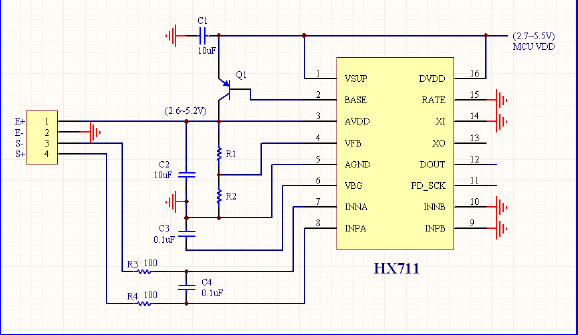 C1
10uF
(2.7~5.5V)
MCU VDD
Q1
1 VSUP DVDD 16
2 BASE RATE 15
(2.6~5.2V)
3 AVDD XI 14
4 VFB XO 13
5 AGND DOUT 12
6 VBG PD_SCK 11
7 INNA INNB 10
8 INPA INPB 9
HX711
E+ 1
E- 2
S- 3
S+ 4
R1
C2
10uF
R2
C3
0.1uF
R3 100
C4
0.1uF
R4 100